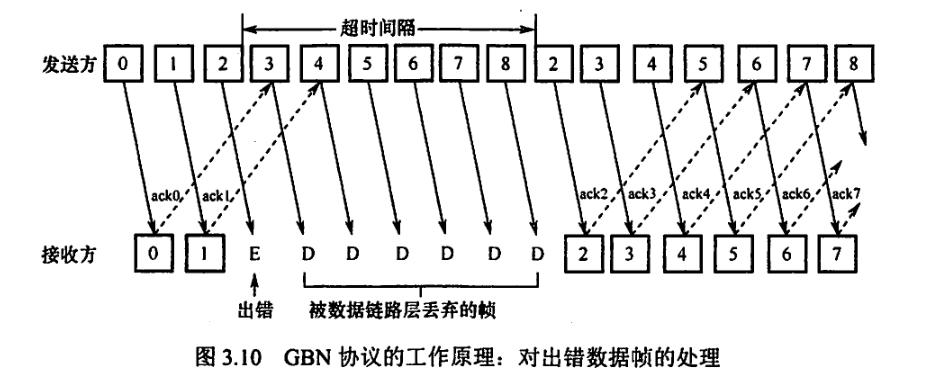 超时间隔
发送方 0 1 2 3 4 5 6 7 8 2 3 4 5 6 7 8
ack0 ack1 ack2 ack3 ack4 ack5 ack6 ack7
接收方 0 1 E D D D D D D 2 3 4 5 6 7
出错 被数据链路层丢弃的帧
图 3.10 GBN 协议的工作原理：对出错数据帧的处理